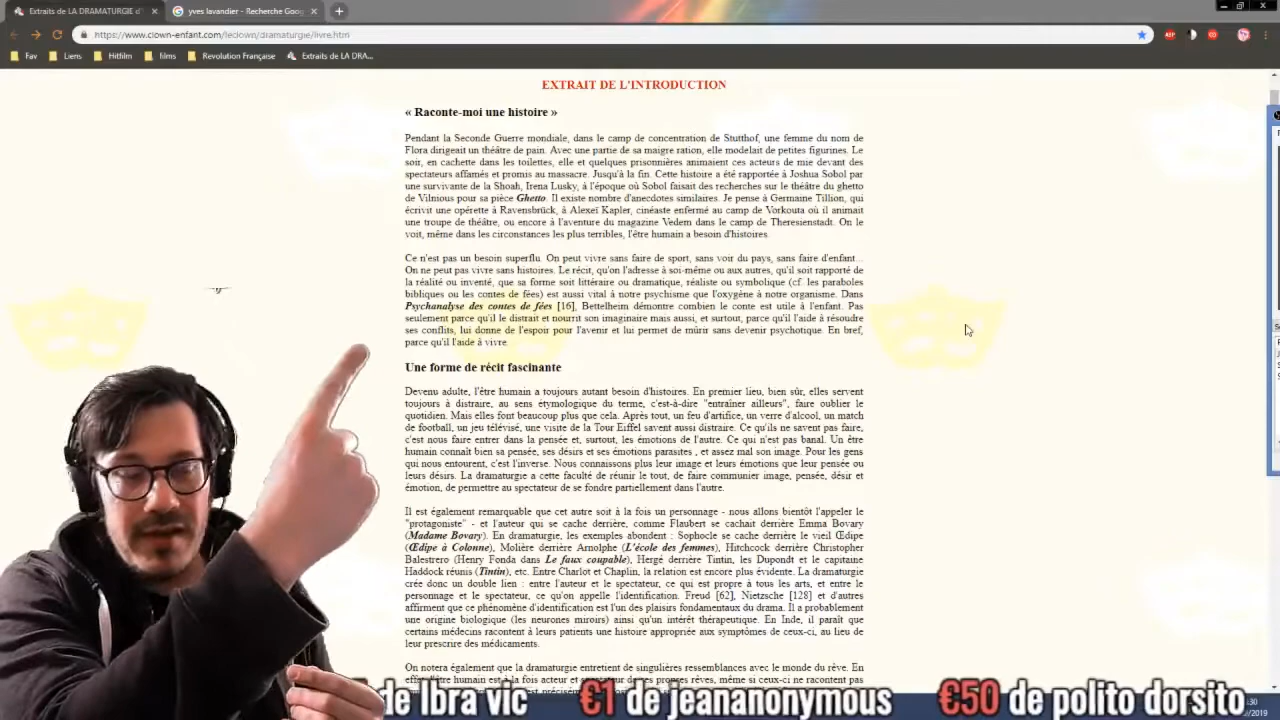 Extraits de LA DRAMATURGIE d
yves lavandier - Recherche Goog
https://www.clown-enfant.com/leclown/dramaturgie/livre.htm
Fav
Liens
Hitfilm
films
Revolution Française
Extraits de LA DRA...
EXTRAIT DE L'INTRODUCTION
« Raconte-moi une histoire »
Pendant la Seconde Guerre mondiale, dans le camp de concentration de Stutthof, une femme du nom de
Flora dirigeait un théâtre de pain. Avec une partie de sa maigre ration, elle modelait de petites figurines. Le
soir, en cachette dans les toilettes, elle et quelques prisonnières animaient ces acteurs de mie devant des
spectateurs affamés et promis au massacre. Jusqu'à la fin. Cette histoire a été rapportée à Joshua Sobol par
une survivante de la Shoah, Irena Lusky, à l'époque où Sobol faisait des recherches sur le théâtre du ghetto
de Vilnious pour sa pièce Ghetto. Il existe nombre d'anecdotes similaires. Je pense à Germaine Tillion, qui
écrivit une opérette à Ravensbrück, à Alexeï Kapler, cinéaste enfermé au camp de Vorkouta où il animait
une troupe de théâtre, ou encore à l'aventure du magazine Vedem dans le camp de Theresienstadt. On le
voit, même dans les circonstances les plus terribles, l'être humain a besoin d'histoires.
Ce n'est pas un besoin superflu. On peut vivre sans faire de sport, sans voir du pays, sans faire d'enfant...
On ne peut pas vivre sans histoires. Le récit, qu'on l'adresse à soi-même ou aux autres, qu'il soit rapporté de
la réalité ou inventé, que sa forme soit littéraire ou dramatique, réaliste ou symbolique (cf. les paraboles
bibliques ou les contes de fées) est aussi vital à notre psychisme que l'oxygène à notre organisme. Dans
Psychanalyse des contes de fées [16], Bettelheim démontre combien le conte est utile à l'enfant. Pas
seulement parce qu'il le distrait et nourrit son imaginaire mais aussi, et surtout, parce qu'il l'aide à résoudre
ses conflits, lui donne de l'espoir pour l'avenir et lui permet de mûrir sans devenir psychotique. En bref,
parce qu'il l'aide à vivre.
Une forme de récit fascinante
Devenu adulte, l'être humain a toujours autant besoin d'histoires. En premier lieu, bien sûr, elles servent
toujours à distraire, au sens étymologique du terme, c'est-à-dire "entraîner ailleurs", faire oublier le
quotidien. Mais elles font beaucoup plus que cela. Après tout, un feu d'artifice, un verre d'alcool, un match
de football, un jeu télévisé, une visite de la Tour Eiffel savent aussi distraire. Ce qu'ils ne savent pas faire,
c'est nous faire entrer dans la pensée et, surtout, les émotions de l'autre. Ce qui n'est pas banal. Un être
humain connaît bien sa pensée, ses désirs et ses émotions parasites , et assez mal son image. Pour les gens
qui nous entourent, c'est l'inverse. Nous connaissons plus leur image et leurs émotions que leur pensée ou
leurs désirs. La dramaturgie a cette faculté de réunir le tout, de faire communier image, pensée, désir et
émotion, de permettre au spectateur de se fondre partiellement dans l'autre.
Il est également remarquable que cet autre soit à la fois un personnage - nous allons bientôt l'appeler le
"protagoniste" - et l'auteur qui se cache derrière, comme Flaubert se cachait derrière Emma Bovary
(Madame Bovary). En dramaturgie, les exemples abondent : Sophocle se cache derrière le vieil Œdipe
(Œdipe à Colonne), Molière derrière Arnolphe (L'école des femmes), Hitchcock derrière Christopher
Balestrero (Henry Fonda dans Le faux coupable), Hergé derrière Tintin, les Dupondt et le capitaine
Haddock réunis (Tintin), etc. Entre Charlot et Chaplin, la relation est encore plus évidente. La dramaturgie
crée donc un double lien : entre l'auteur et le spectateur, ce qui est propre à tous les arts, et entre le
personnage et le spectateur, ce qu'on appelle l'identification. Freud [62], Nietzsche [128] et d'autres
affirment que ce phénomène d'identification est l'un des plaisirs fondamentaux du drama. Il a probablement
une origine biologique (les neurones miroirs) ainsi qu'un intérêt thérapeutique. En Inde, il paraît que
certains médecins racontent à leurs patients une histoire appropriée aux symptômes de ceux-ci, au lieu de
leur prescrire des médicaments.
On notera également que la dramaturgie entretient de singulières ressemblances avec le monde du rêve. En
de Ibra vic €1 de jeananonymous €50 de polito dorsito